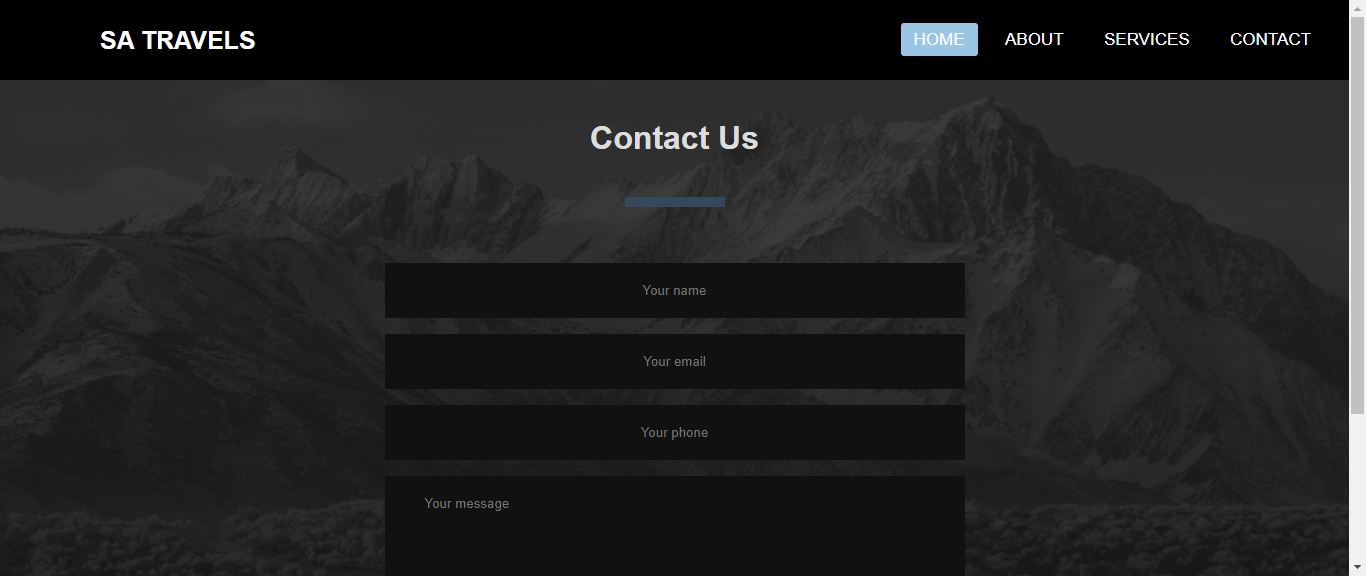 SA TRAVELS
HOME ABOUT SERVICES CONTACT
Contact Us
Your name
Your email
Your phone
Your message